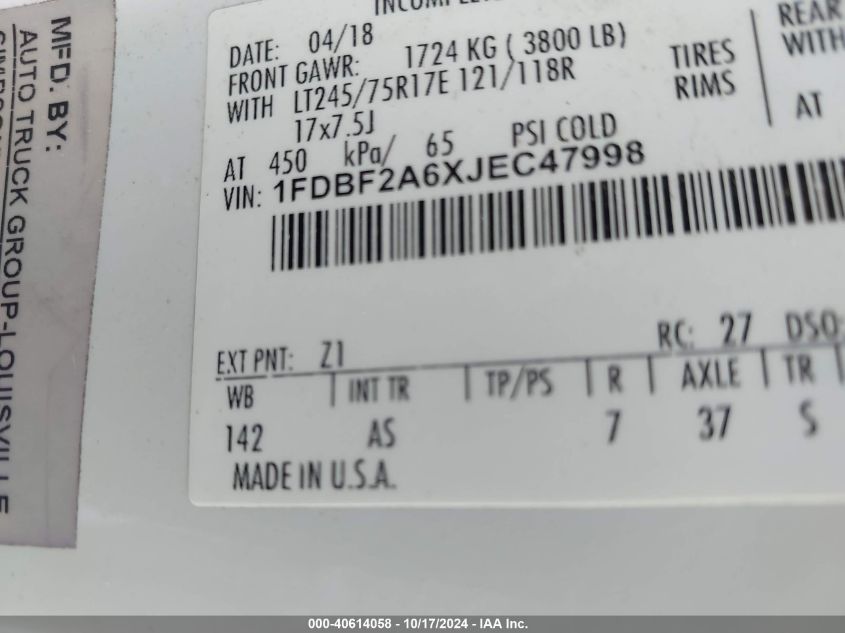 MFD. BY:
AUTO TRUCK GROUP-LOUISVILLE
DATE: 04/18
FRONT GAWR: 1724 KG ( 3800 LB)
WITH LT245/75R17E 121/118R TIRES
17x7.5J RIMS
AT 450 kPa/ 65 PSI COLD
VIN: 1FDBF2A6XJEC47998
REAR
WITH
AT
EXT PNT: Z1 RC: 27 DSO:
WB | INT TR | TP/PS | R | AXLE | TR |
142 AS 7 37 S
MADE IN U.S.A.
000-40614058 - 10/17/2024 - IAA Inc.